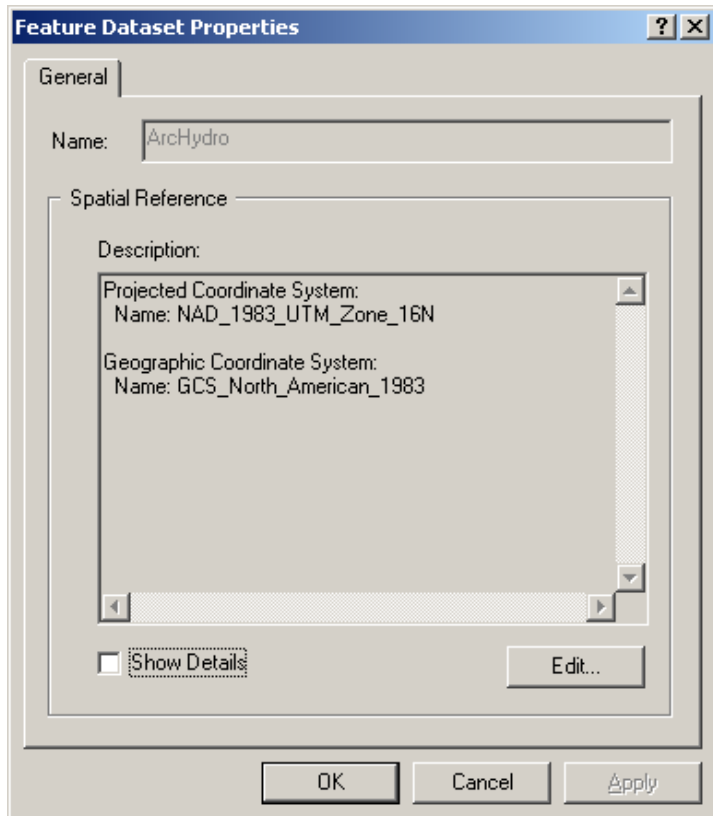 Feature Dataset Properties
General
Name: ArcHydro
Spatial Reference
Description:
Projected Coordinate System:
Name: NAD_1983_UTM_Zone_16N
Geographic Coordinate System:
Name: GCS_North_American_1983
Show Details
Edit...
OK Cancel Apply